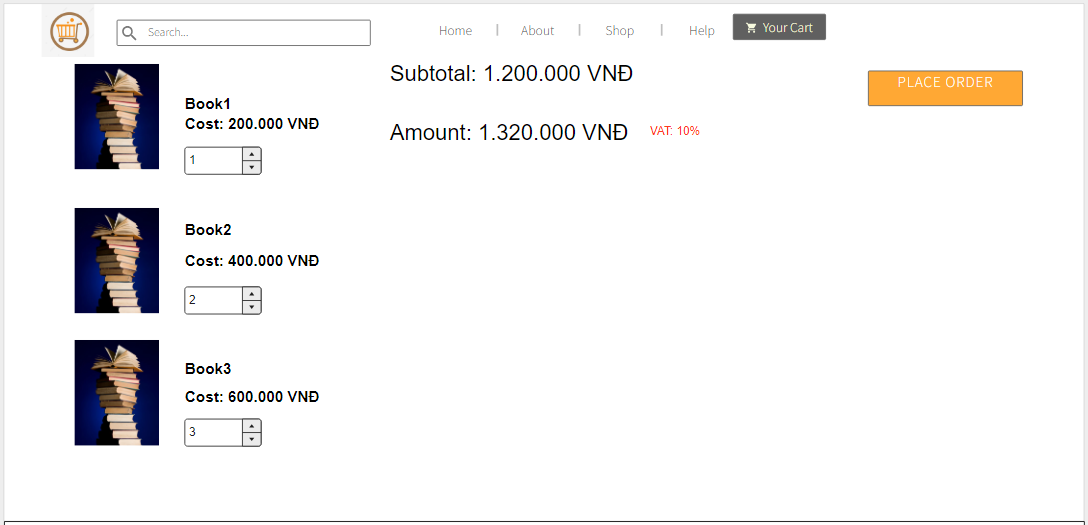 Search...
Home | About | Shop | Help
Your Cart
Book1
Cost: 200.000 VNĐ
1
Subtotal: 1.200.000 VNĐ
Amount: 1.320.000 VNĐ
VAT: 10%
PLACE ORDER
Book2
Cost: 400.000 VNĐ
2
Book3
Cost: 600.000 VNĐ
3